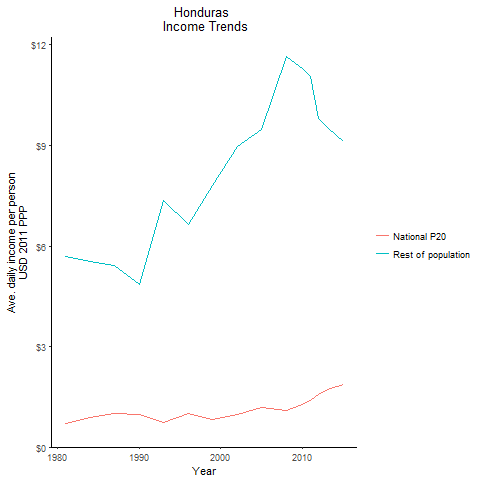 Honduras
Income Trends
$12
$9
$6
$3
$0
Ave. daily income per person
USD 2011 PPP
1980
1990
2000
2010
Year
National P20
Rest of population